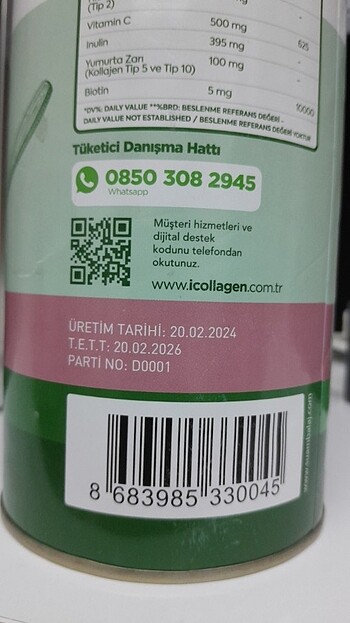 (Tip 2)
Vitamin C 500 mg 625
Inulin 395 mg -
Yumurta Zarı 100 mg -
(Kollajen Tip 5 ve Tip 10)
Biotin 5 mg 10000
*DV%: DAILY VALUE **%BRD: BESLENME REFERANS DEĞERİ -
DAILY VALUE NOT ESTABLISHED / BESLENME REFERANS DEĞERİ YOKTUR
Tüketici Danışma Hattı
0850 308 2945
Whatsapp
Müşteri hizmetleri ve
dijital destek
kodunu telefondan
okutunuz.
www.icollagen.com.tr
ÜRETİM TARİHİ: 20.02.2024
T.E.T.T: 20.02.2026
PARTİ NO: D0001
8 683985 330045